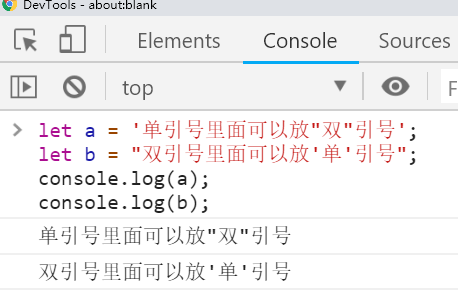 DevTools - about:blank
Elements Console Sources
top F
let a = '单引号里面可以放"双"引号';
let b = "双引号里面可以放'单'引号";
console.log(a);
console.log(b);
单引号里面可以放"双"引号
双引号里面可以放'单'引号